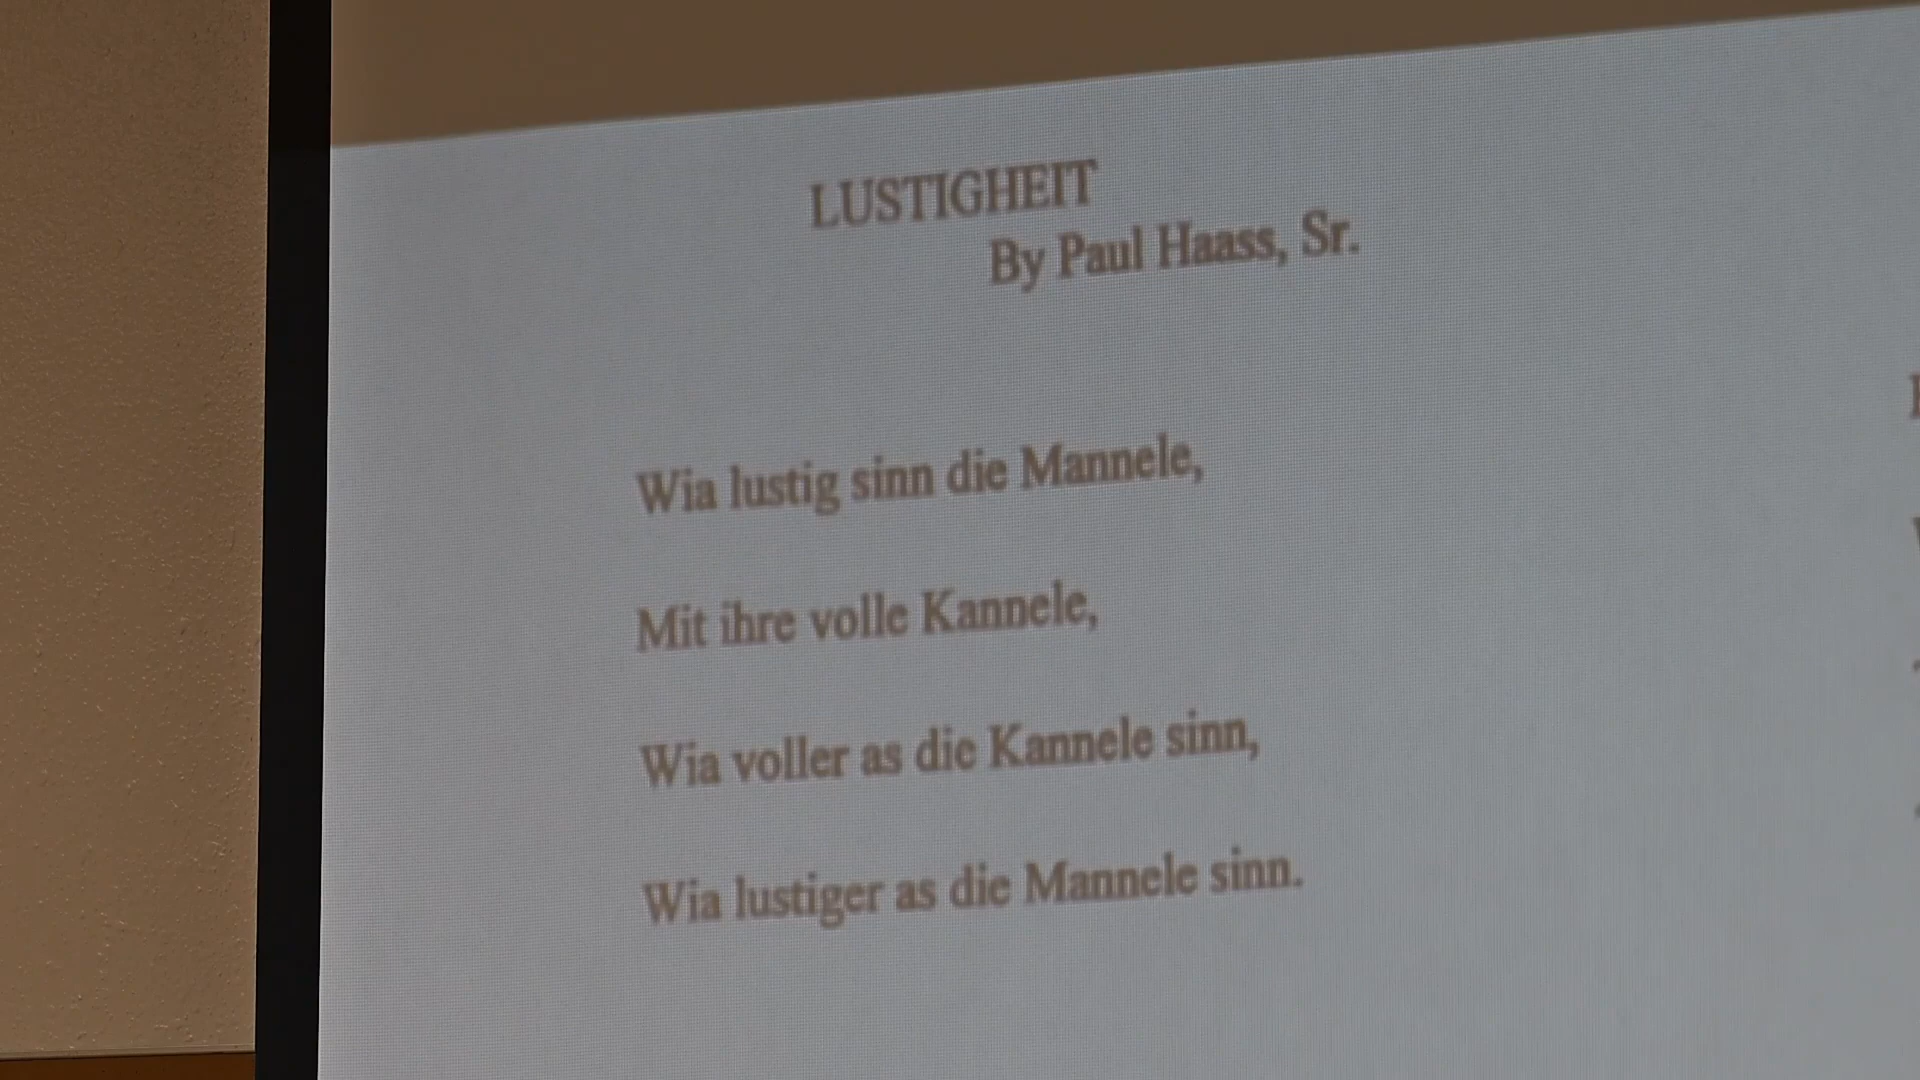 LUSTIGHEIT
By Paul Haass, Sr.
Wia lustig sinn die Mannele,
Mit ihre volle Kannele,
Wia voller as die Kannele sinn,
Wia lustiger as die Mannele sinn.